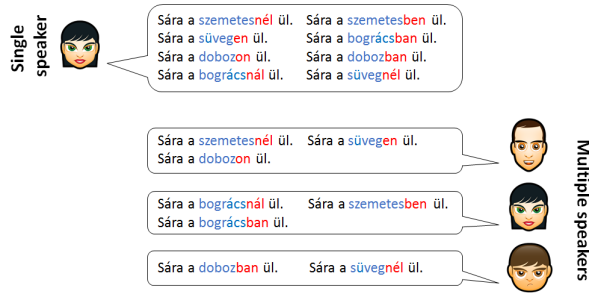 Single speaker
Sára a szemetesnél ül. Sára a szemetesben ül.
Sára a süvegen ül. Sára a bográcsban ül.
Sára a dobozon ül. Sára a dobozban ül.
Sára a bográcsnál ül. Sára a süvegnél ül.
Multiple speakers
Sára a szemetesnél ül. Sára a süvegen ül.
Sára a dobozon ül.
Sára a bográcsnál ül. Sára a szemetesben ül.
Sára a bográcsban ül.
Sára a dobozban ül. Sára a süvegnél ül.